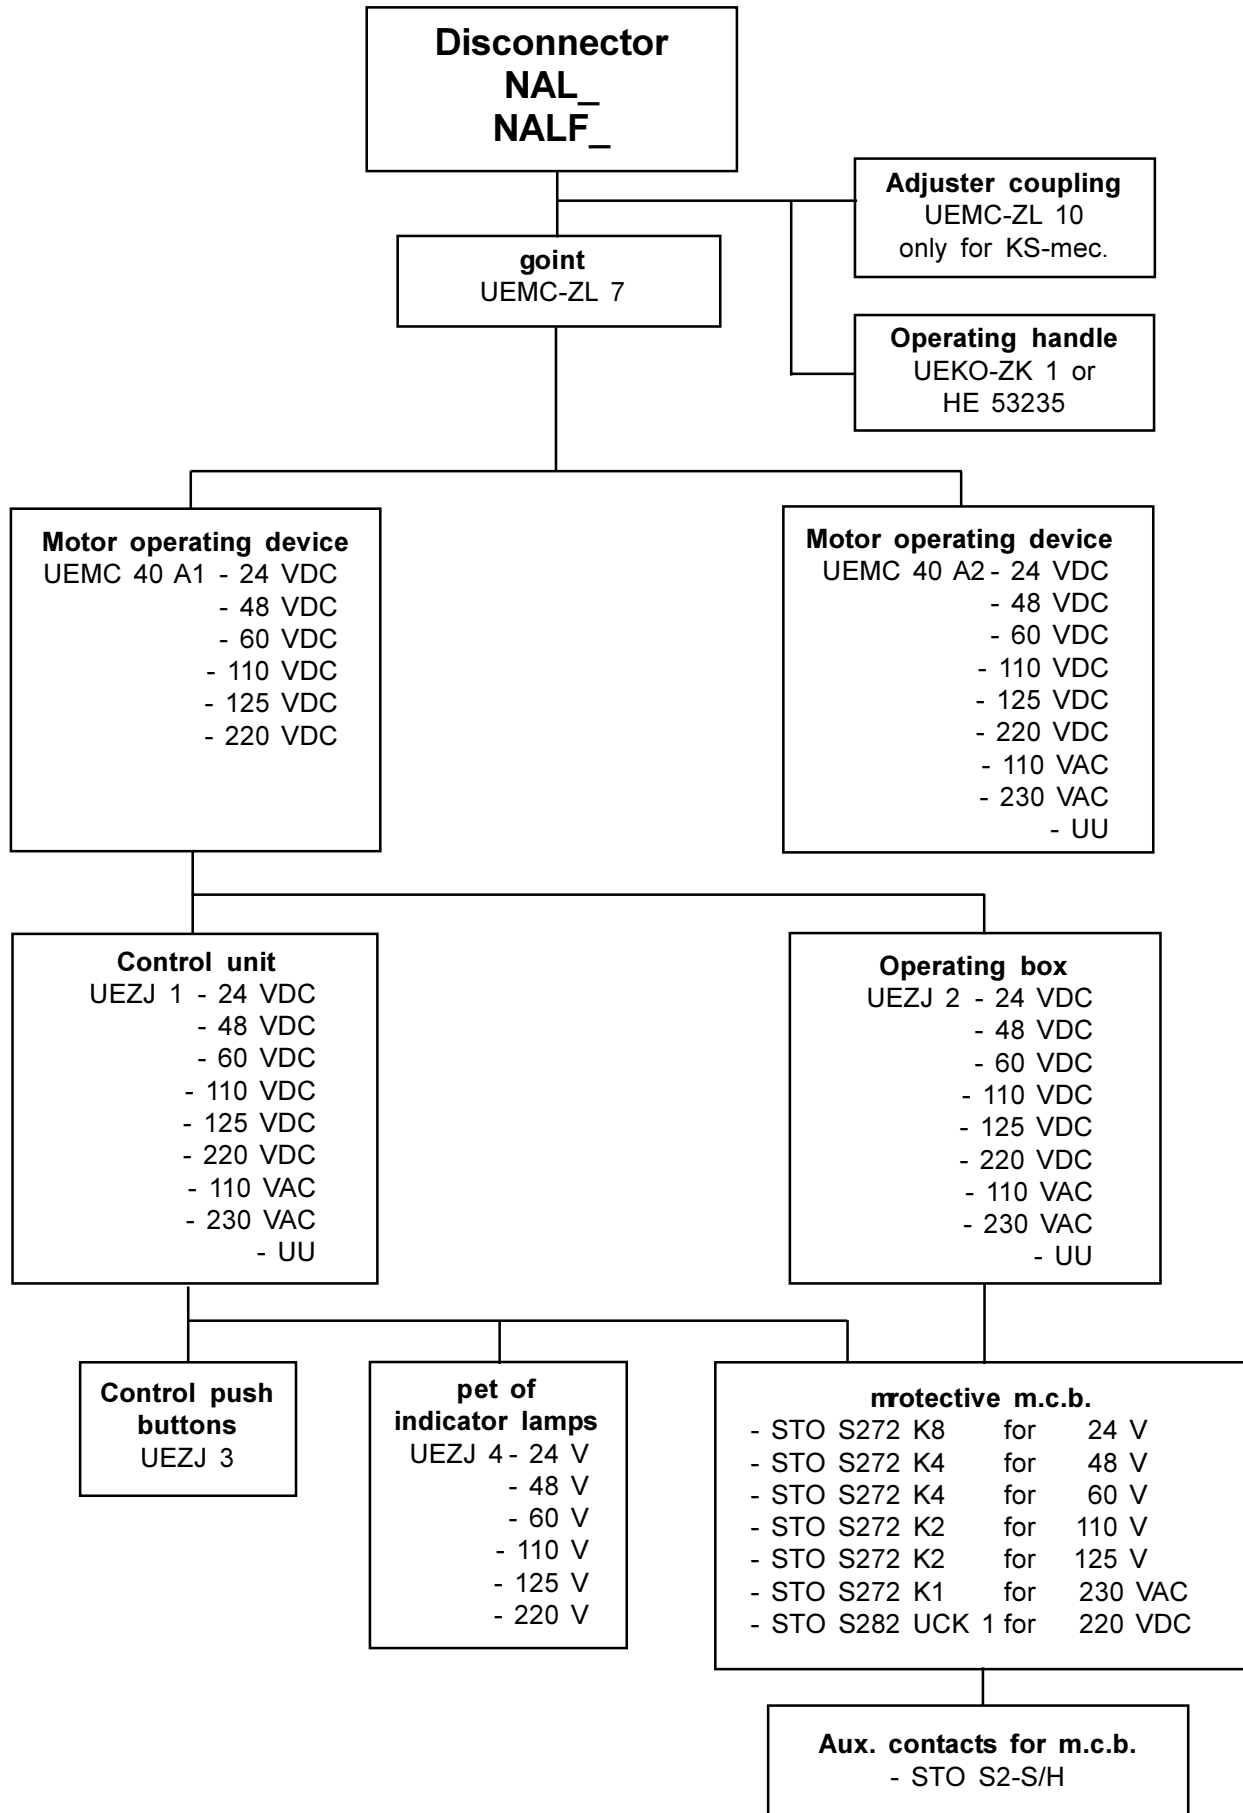 Disconnector
NAL_
NALF_
Adjuster coupling
UEMC-ZL 10
only for KS-mec.
goint
UEMC-ZL 7
Operating handle
UEKO-ZK 1 or
HE 53235
Motor operating device
UEMC 40 A1 - 24 VDC
- 48 VDC
- 60 VDC
- 110 VDC
- 125 VDC
- 220 VDC
Motor operating device
UEMC 40 A2 - 24 VDC
- 48 VDC
- 60 VDC
- 110 VDC
- 125 VDC
- 220 VDC
- 110 VAC
- 230 VAC
- UU
Control unit
UEZJ 1 - 24 VDC
- 48 VDC
- 60 VDC
- 110 VDC
- 125 VDC
- 220 VDC
- 110 VAC
- 230 VAC
- UU
Operating box
UEZJ 2 - 24 VDC
- 48 VDC
- 60 VDC
- 110 VDC
- 125 VDC
- 220 VDC
- 110 VAC
- 230 VAC
- UU
Control push
buttons
UEZJ 3
pet of
indicator lamps
UEZJ 4 - 24 V
- 48 V
- 60 V
- 110 V
- 125 V
- 220 V
mrotective m.c.b.
- STO S272 K8 for 24 V
- STO S272 K4 for 48 V
- STO S272 K4 for 60 V
- STO S272 K2 for 110 V
- STO S272 K2 for 125 V
- STO S272 K1 for 230 VAC
- STO S282 UCK 1 for 220 VDC
Aux. contacts for m.c.b.
- STO S2-S/H